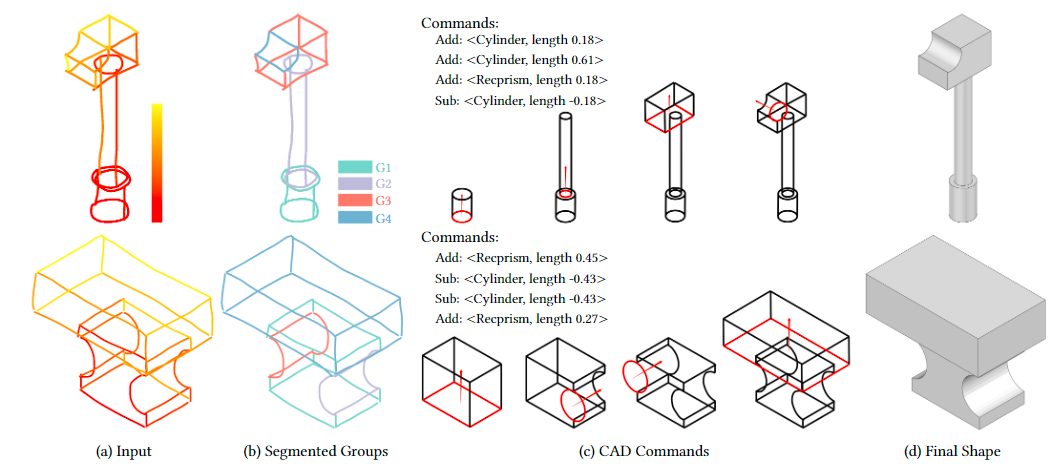 Commands:
Add: <Cylinder, length 0.18>
Add: <Cylinder, length 0.61>
Add: <Recprism, length 0.18>
Sub: <Cylinder, length -0.18>
G1
G2
G3
G4
Commands:
Add: <Recprism, length 0.45>
Sub: <Cylinder, length -0.43>
Sub: <Cylinder, length -0.43>
Add: <Recprism, length 0.27>
(a) Input
(b) Segmented Groups
(c) CAD Commands
(d) Final Shape